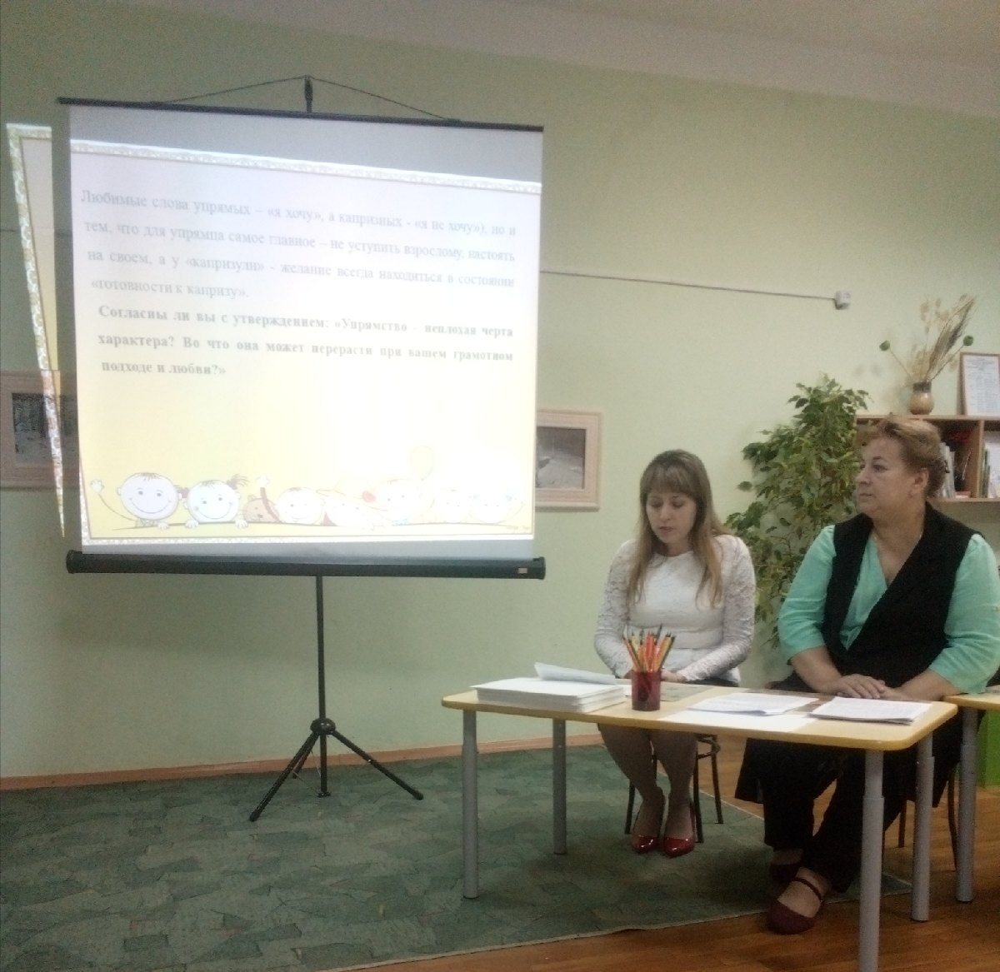 Любимые слова упрямых – «я хочу», а капризных - «я не хочу»), но и
тем, что для упрямца самое главное – не уступить взрослому, настоять
на своем, а у «капризули» - желание всегда находиться в состоянии
«готовности к капризу».
Согласны ли вы с утверждением: «Упрямство – неплохая черта
характера? Во что она может перерасти при вашем грамотном
подходе и любви?»